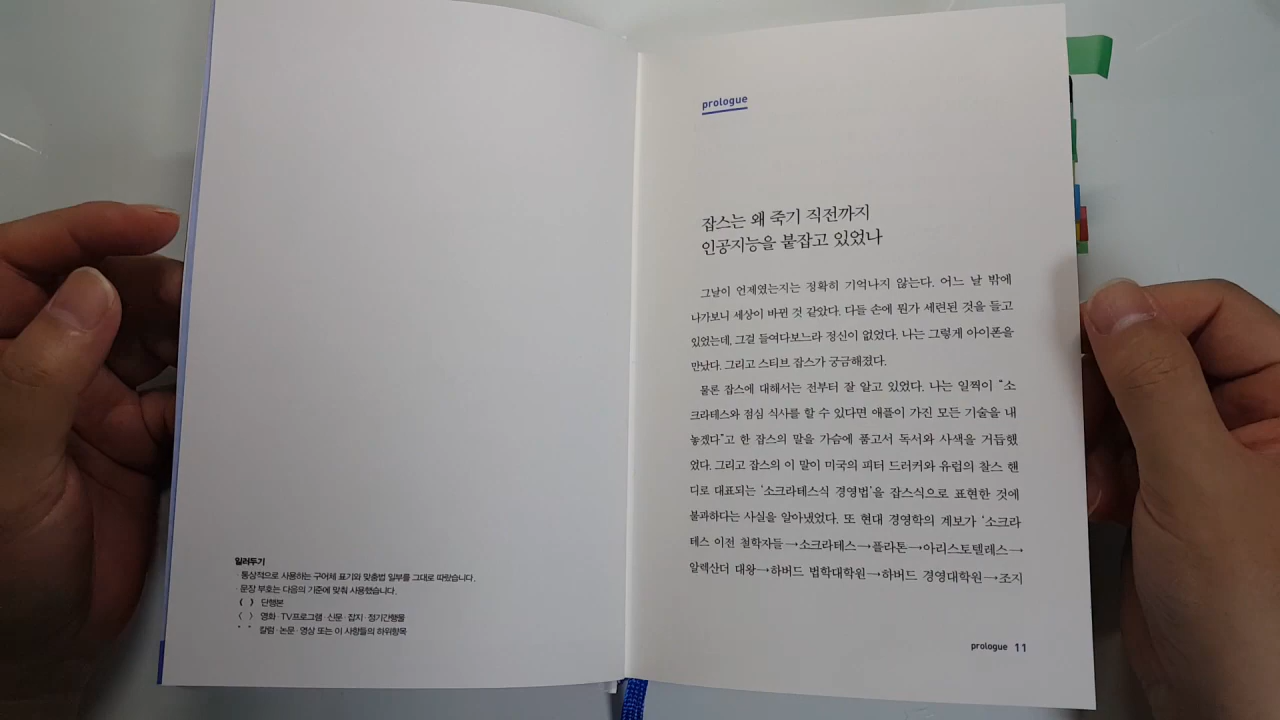 일러두기
· 통상적으로 사용하는 구어체 표기와 맞춤법 일부를 그대로 따랐습니다.
· 문장 부호는 다음의 기준에 맞춰 사용했습니다.
《 》 단행본
〈 〉 영화·TV프로그램·신문·잡지·정기간행물
“ ” 칼럼·논문·영상 또는 이 사항들의 하위항목
prologue
잡스는 왜 죽기 직전까지
인공지능을 붙잡고 있었나
그날이 언제였는지는 정확히 기억나지 않는다. 어느 날 밖에
나가보니 세상이 바뀐 것 같았다. 다들 손에 뭔가 세련된 것을 들고
있었는데, 그걸 들여다보느라 정신이 없었다. 나는 그렇게 아이폰을
만났다. 그리고 스티브 잡스가 궁금해졌다.
물론 잡스에 대해서는 전부터 잘 알고 있었다. 나는 일찍이 “소
크라테스와 점심 식사를 할 수 있다면 애플이 가진 모든 기술을 내
놓겠다”고 한 잡스의 말을 가슴에 품고서 독서와 사색을 거듭했
었다. 그리고 잡스의 이 말이 미국의 피터 드러커와 유럽의 찰스 핸
디로 대표되는 ‘소크라테스식 경영법’을 잡스식으로 표현한 것에
불과하다는 사실을 알아냈었다. 또 현대 경영학의 계보가 ‘소크라
테스 이전 철학자들→소크라테스→플라톤→아리스토텔레스→
알렉산더 대왕→하버드 법학대학원→하버드 경영대학원→조지
prologue 11